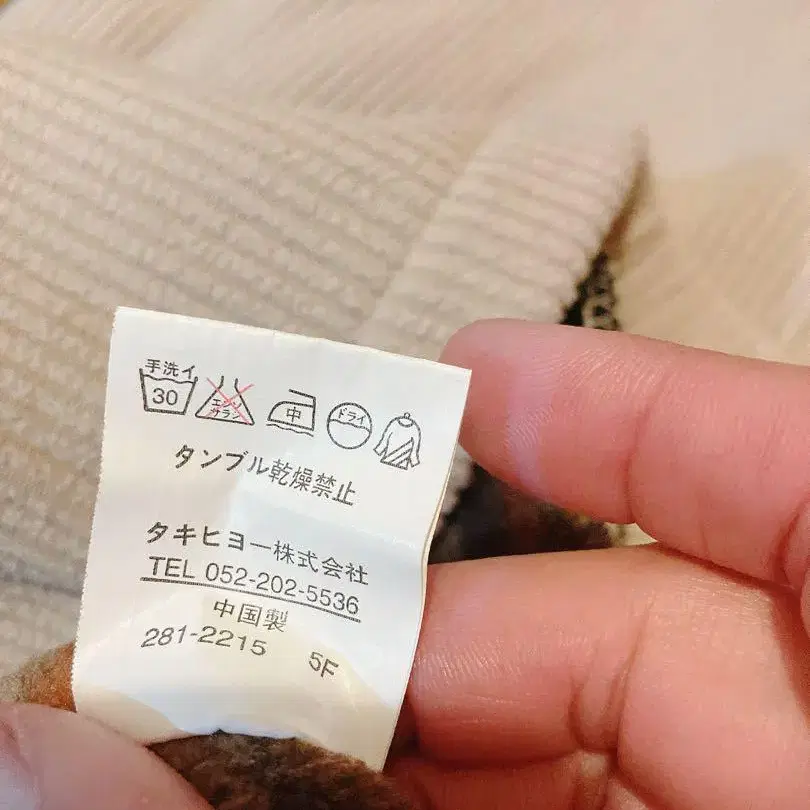 手洗イ
30 エンソ サラシ 中 ドライ
タンブル乾燥禁止
タキヒヨー株式会社
TEL 052-202-5536
中国製
281-2215 5F